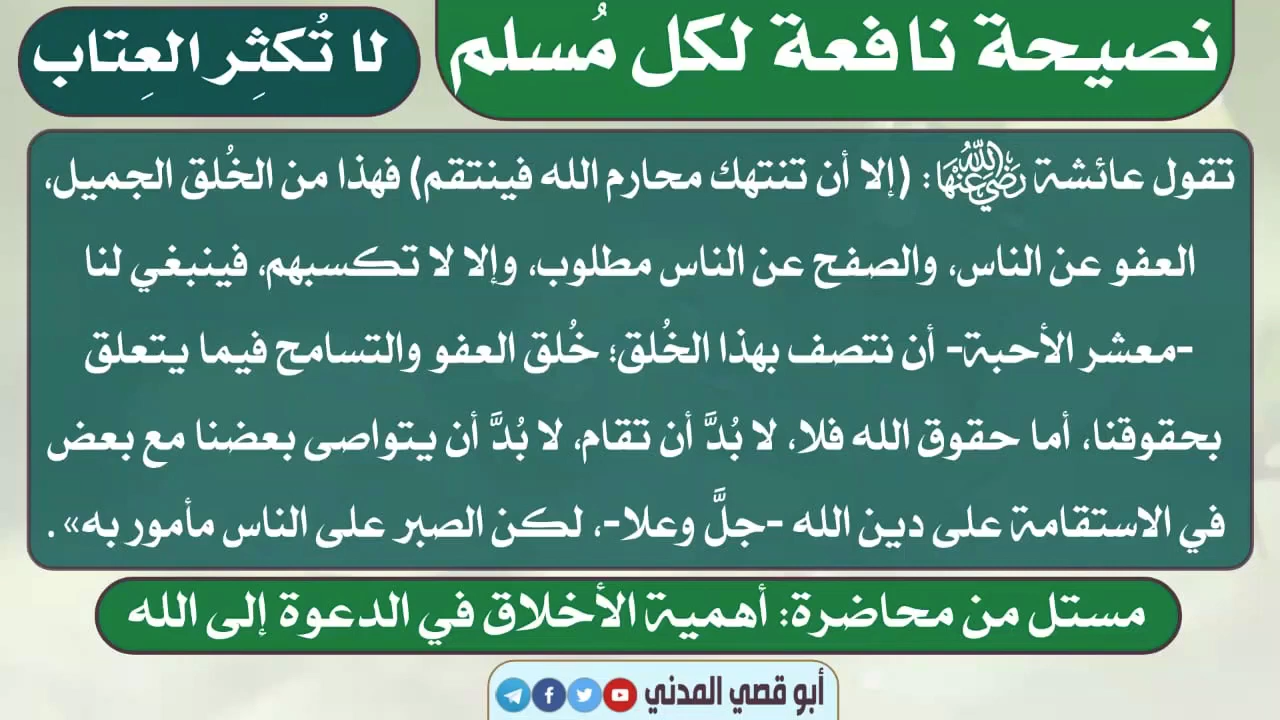 نصيحة نافعة لكل مُسلم
لا تُكثِر العِتاب
تقول عائشة رَضِيَ اللَّهُ عَنْهَا: (إلا أن تنتهك محارم الله فينتقم) فهذا من الخُلق الجميل،
العفو عن الناس، والصفح عن الناس مطلوب، وإلا لا تكسبهم، فينبغي لنا
-معشر الأحبة- أن نتصف بهذا الخُلق؛ خُلق العفو والتسامح فيما يتعلق
بحقوقنا، أما حقوق الله فلا، لا بُدَّ أن تقام، لا بُدَّ أن يتواصى بعضنا مع بعض
في الاستقامة على دين الله -جلَّ وعلا-، لكن الصبر على الناس مأمور به».
مستل من محاضرة: أهمية الأخلاق في الدعوة إلى الله
أبو قصي المدني